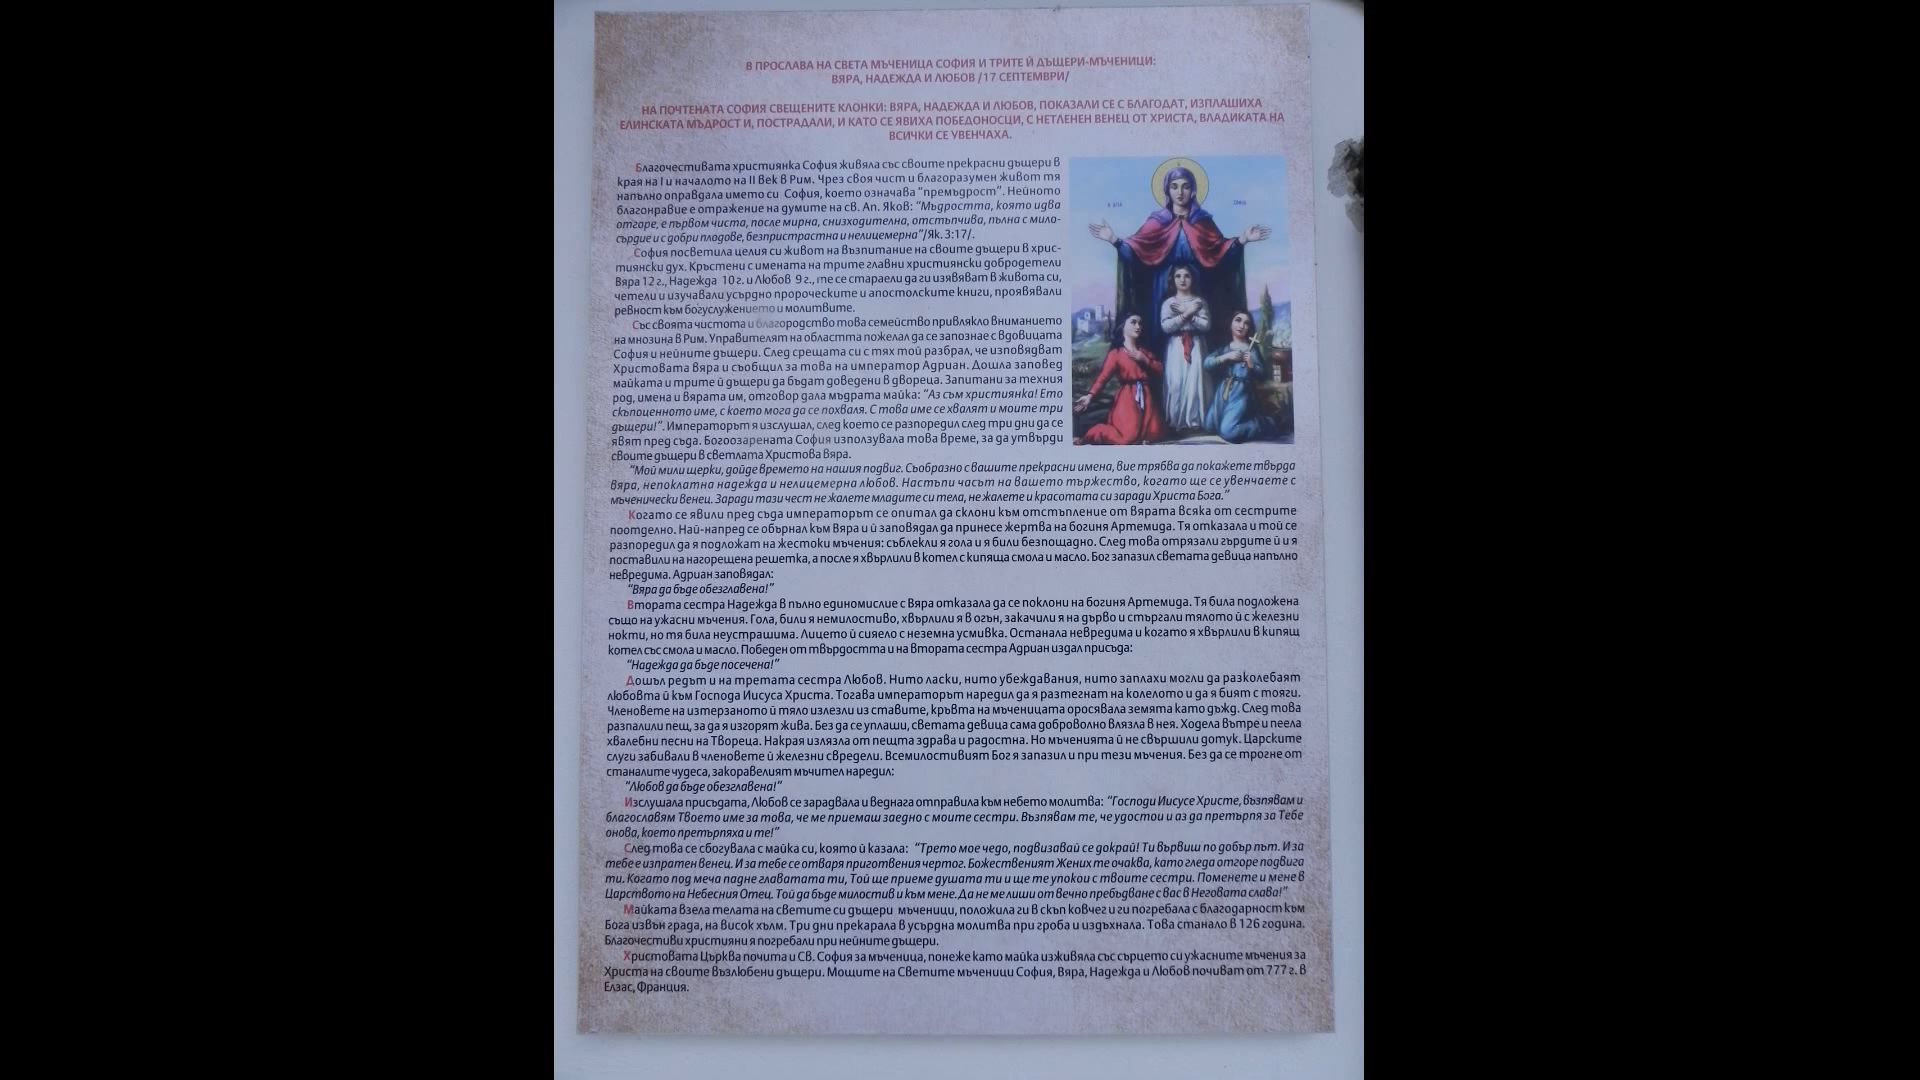 В ПРОСЛАВА НА СВЕТА МЪЧЕНИЦА СОФИЯ И ТРИТЕ Й ДЪЩЕРИ-МЪЧЕНИЦИ:
ВЯРА, НАДЕЖДА И ЛЮБОВ /17 СЕПТЕМВРИ/
НА ПОЧТЕНАТА СОФИЯ СВЕЩЕНИТЕ КЛОНКИ: ВЯРА, НАДЕЖДА И ЛЮБОВ, ПОКАЗАЛИ СЕ С БЛАГОДАТ, ИЗПЛАШИХА
ЕЛИНСКАТА МЪДРОСТ И, ПОСТРАДАЛИ, И КАТО СЕ ЯВИХА ПОБЕДОНОСЦИ, С НЕТЛЕНЕН ВЕНЕЦ ОТ ХРИСТА, ВЛАДИКАТА НА
ВСИЧКИ СЕ УВЕНЧАХА.
Благочестивата християнка София живяла със своите прекрасни дъщери в
края на I и началото на II век в Рим. Чрез своя чист и благоразумен живот тя
напълно оправдала името си София, което означава "премъдрост". Нейното
благонравие е отражение на думите на св. Ап. Яков: "Мъдростта, която идва
отгоре, е първом чиста, после мирна, снизходителна, отстъпчива, пълна с мило-
сърдие и с добри плодове, безпристрастна и нелицемерна"/Як. 3:17/.
София посветила целия си живот на възпитание на своите дъщери в хрис-
тиянски дух. Кръстени с имената на трите главни християнски добродетели
Вяра 12 г., Надежда 10 г. и Любов 9 г., те се стараели да ги изявяват в живота си,
четели и изучавали усърдно пророческите и апостолските книги, проявявали
ревност към богуслужението и молитвите.
Със своята чистота и благородство това семейство привлякло вниманието
на мнозина в Рим. Управителят на областта пожелал да се запознае с вдовицата
София и нейните дъщери. След срещата си с тях той разбрал, че изповядват
Христовата вяра и съобщил за това на император Адриан. Дошла заповед
майката и трите й дъщери да бъдат доведени в двореца. Запитани за техния
род, имена и вярата им, отговор дала мъдрата майка: "Аз съм християнка! Ето
скъпоценното име, с което мога да се похваля. С това име се хвалят и моите три
дъщери!". Императорът я изслушал, след което се разпоредил след три дни да се
явят пред съда. Богоозарената София използувала това време, за да утвърди
своите дъщери в светлата Христова вяра.
"Мой мили щерки, дойде времето на нашия подвиг. Съобразно с вашите прекрасни имена, вие трябва да покажете твърда
вяра, непоклатна надежда и нелицемерна любов. Настъпи часът на вашето тържество, когато ще се увенчаете с
мъченически венец. Заради тази чест не жалете младите си тела, не жалете и красотата си заради Христа Бога."
Когато се явили пред съда императорът се опитал да склони към отстъпление от вярата всяка от сестрите
поотделно. Най-напред се обърнал към Вяра и й заповядал да принесе жертва на богиня Артемида. Тя отказала и той се
разпоредил да я подложат на жестоки мъчения: съблекли я гола и я били безпощадно. След това отрязали гърдите й и я
поставили на нагорещена решетка, а после я хвърлили в котел с кипяща смола и масло. Бог запазил светата девица напълно
невредима. Адриан заповядал:
"Вяра да бъде обезглавена!"
Втората сестра Надежда в пълно единомислие с Вяра отказала да се поклони на богиня Артемида. Тя била подложена
също на ужасни мъчения. Гола, били я немилостиво, хвърлили я в огън, закачили я на дърво и стъргали тялото й с железни
нокти, но тя била неустрашима. Лицето й сияело с неземна усмивка. Останала невредима и когато я хвърлили в кипящ
котел със смола и масло. Победен от твърдостта и на втората сестра Адриан издал присъда:
"Надежда да бъде посечена!"
Дошъл редът и на третата сестра Любов. Нито ласки, нито убеждавания, нито заплахи могли да разколебаят
любовта й към Господа Иисуса Христа. Тогава императорът наредил да я разтегнат на колелото и да я бият с тояги.
Членовете на изтерзаното й тяло излезли из ставите, кръвта на мъченицата оросявала земята като дъжд. След това
разпалили пещ, за да я изгорят жива. Без да се уплаши, светата девица сама доброволно влязла в нея. Ходела вътре и пеела
хвалебни песни на Твореца. Накрая излязла от пещта здрава и радостна. Но мъченията й не свършили дотук. Царските
слуги забивали в членовете й железни свредели. Всемилостивият Бог я запазил и при тези мъчения. Без да се трогне от
станалите чудеса, закоравелият мъчител наредил:
"Любов да бъде обезглавена!"
Изслушала присъдата, Любов се зарадвала и веднага отправила към небето молитва: "Господи Иисусе Христе, възпявам и
благославям Твоето име за това, че ме приемаш заедно с моите сестри. Възпявам те, че удостои и аз да претърпя за Тебе
онова, което претърпяха и те!"
След това се сбогувала с майка си, която й казала: "Трето мое чедо, подвизавай се докрай! Ти вървиш по добър път. И за
тебе е изпратен венец. И за тебе се отваря приготвения чертог. Божественият Жених те очаква, като гледа отгоре подвига
ти. Когато под меча падне главатата ти, Той ще приеме душата ти и ще те упокои с твоите сестри. Поменете и мене в
Царството на Небесния Отец. Той да бъде милостив и към мене. Да не ме лиши от вечно пребъдване с вас в Неговата слава!"
Майката взела телата на светите си дъщери мъченици, положила ги в скъп ковчег и ги погребала с благодарност към
Бога извън града, на висок хълм. Три дни прекарала в усърдна молитва при гроба и издъхнала. Това станало в 126 година.
Благочестиви християни я погребали при нейните дъщери.
Христовата Църква почита и Св. София за мъченица, понеже като майка изживяла със сърцето си ужасните мъчения за
Христа на своите възлюбени дъщери. Мощите на Светите мъченици София, Вяра, Надежда и Любов почиват от 777 г. в
Елзас, Франция.